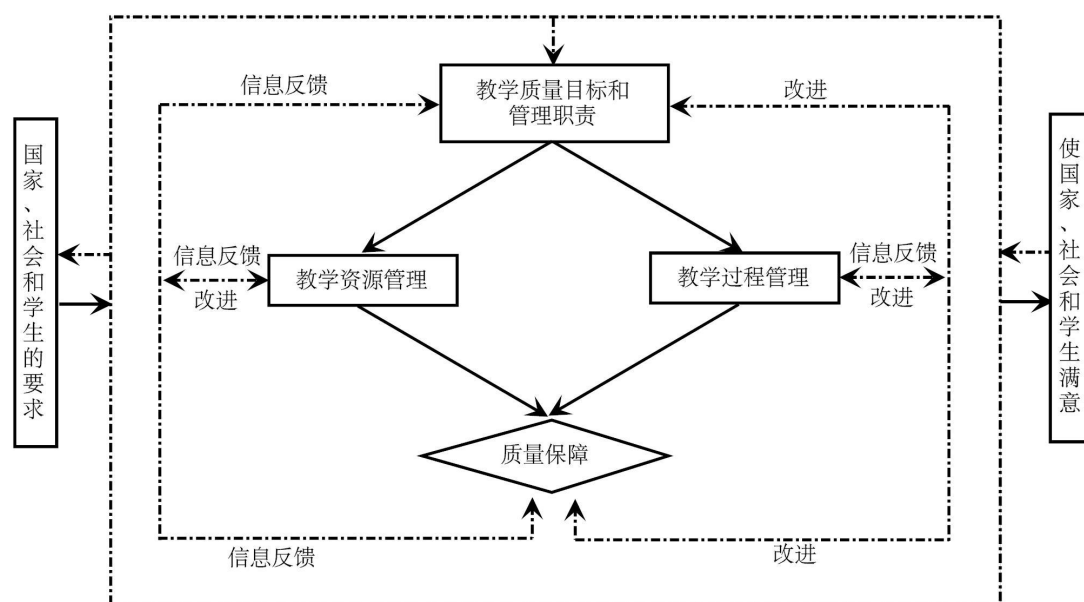 信息反馈
教学质量目标和
管理职责
改进
国家、社会和学生的要求
使国家、社会和学生满意
信息反馈
教学资源管理
改进
教学过程管理
信息反馈
改进
质量保障
信息反馈
改进